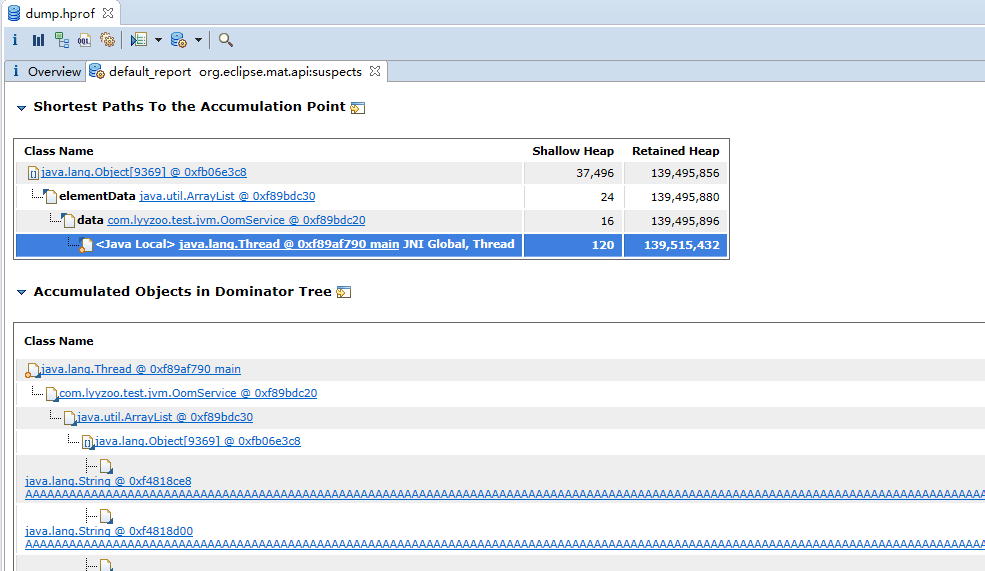 dump.hprof
Overview default_report org.eclipse.mat.api:suspects
Shortest Paths To the Accumulation Point
Class Name Shallow Heap Retained Heap
java.lang.Object[9369] @ 0xfb06e3c8 37,496 139,495,856
elementData java.util.ArrayList @ 0xf89bdc30 24 139,495,880
data com.lyyzoo.test.jvm.OomService @ 0xf89bdc20 16 139,495,896
<Java Local> java.lang.Thread @ 0xf89af790 main JNI Global, Thread 120 139,515,432
Accumulated Objects in Dominator Tree
Class Name
java.lang.Thread @ 0xf89af790 main
com.lyyzoo.test.jvm.OomService @ 0xf89bdc20
java.util.ArrayList @ 0xf89bdc30
java.lang.Object[9369] @ 0xfb06e3c8
java.lang.String @ 0xf4818ce8
AAAAAAAAAAAAAAAAAAAAAAAAAAAAAAAAAAAAAAAAAAAAAAAAAAAAAAAAAAAAAAAAAAAAAAAAAAAAAAAAAAAAAAAAAAAAAAAAAAAAAAAAAAAAAAAAAAAAAAAAAAAAAAAAAAAAAAAA
java.lang.String @ 0xf4818d00
AAAAAAAAAAAAAAAAAAAAAAAAAAAAAAAAAAAAAAAAAAAAAAAAAAAAAAAAAAAAAAAAAAAAAAAAAAAAAAAAAAAAAAAAAAAAAAAAAAAAAAAAAAAAAAAAAAAAAAAAAAAAAAAAAAAAAAAA